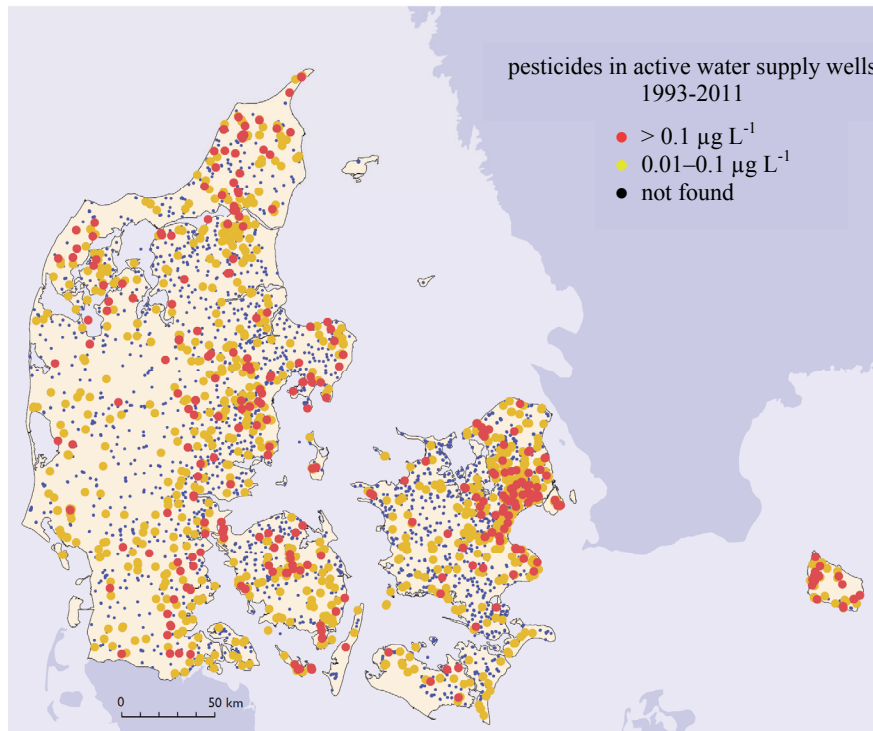 pesticides in active water supply wells
1993-2011
> 0.1 µg L⁻¹
0.01–0.1 µg L⁻¹
not found
0 50 km